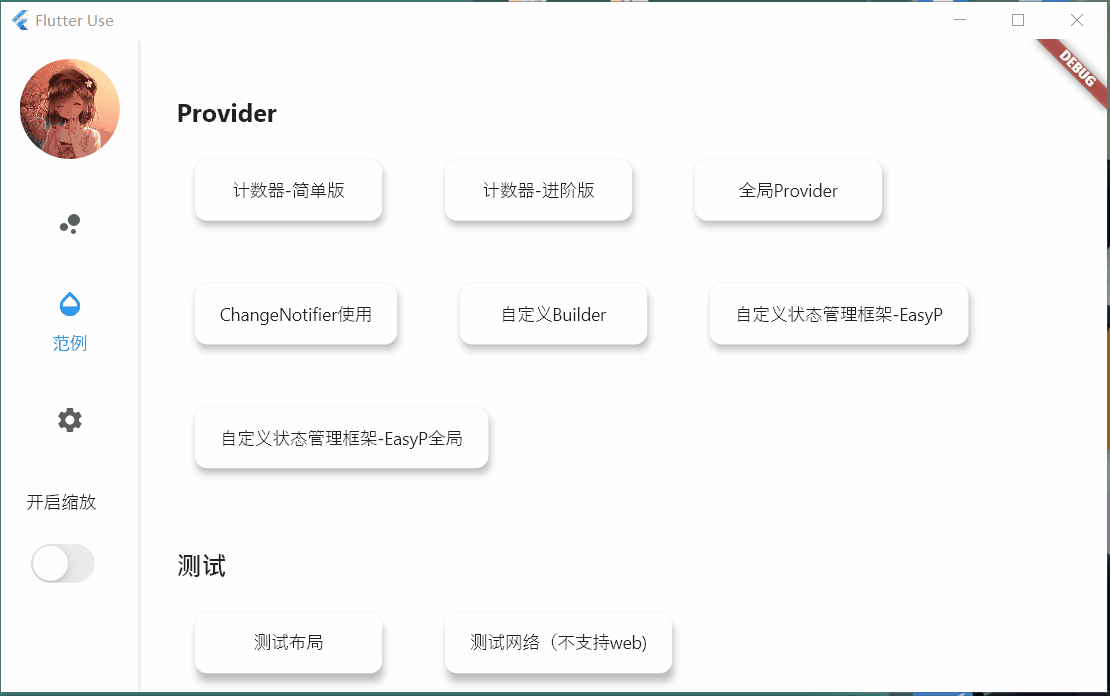 Flutter Use
DEBUG
Provider
计数器-简单版
计数器-进阶版
全局Provider
ChangeNotifier使用
自定义Builder
自定义状态管理框架-EasyP
自定义状态管理框架-EasyP全局
范例
开启缩放
测试
测试布局
测试网络（不支持web)